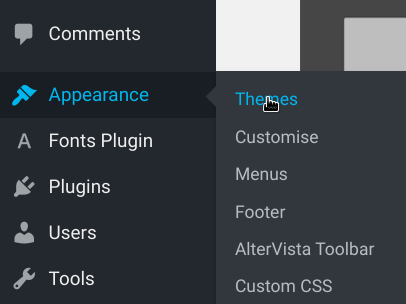 Comments
Appearance
Fonts Plugin
Plugins
Users
Tools
Themes
Customise
Menus
Footer
AlterVista Toolbar
Custom CSS